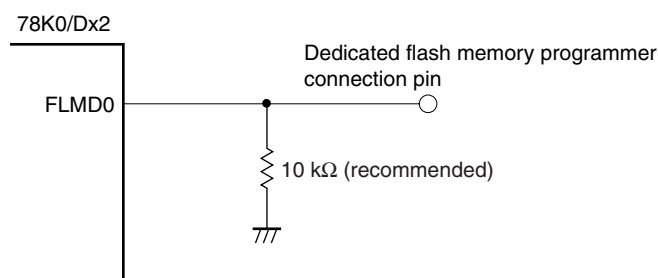 78K0/Dx2
Dedicated flash memory programmer
connection pin
FLMD0
10 kΩ (recommended)